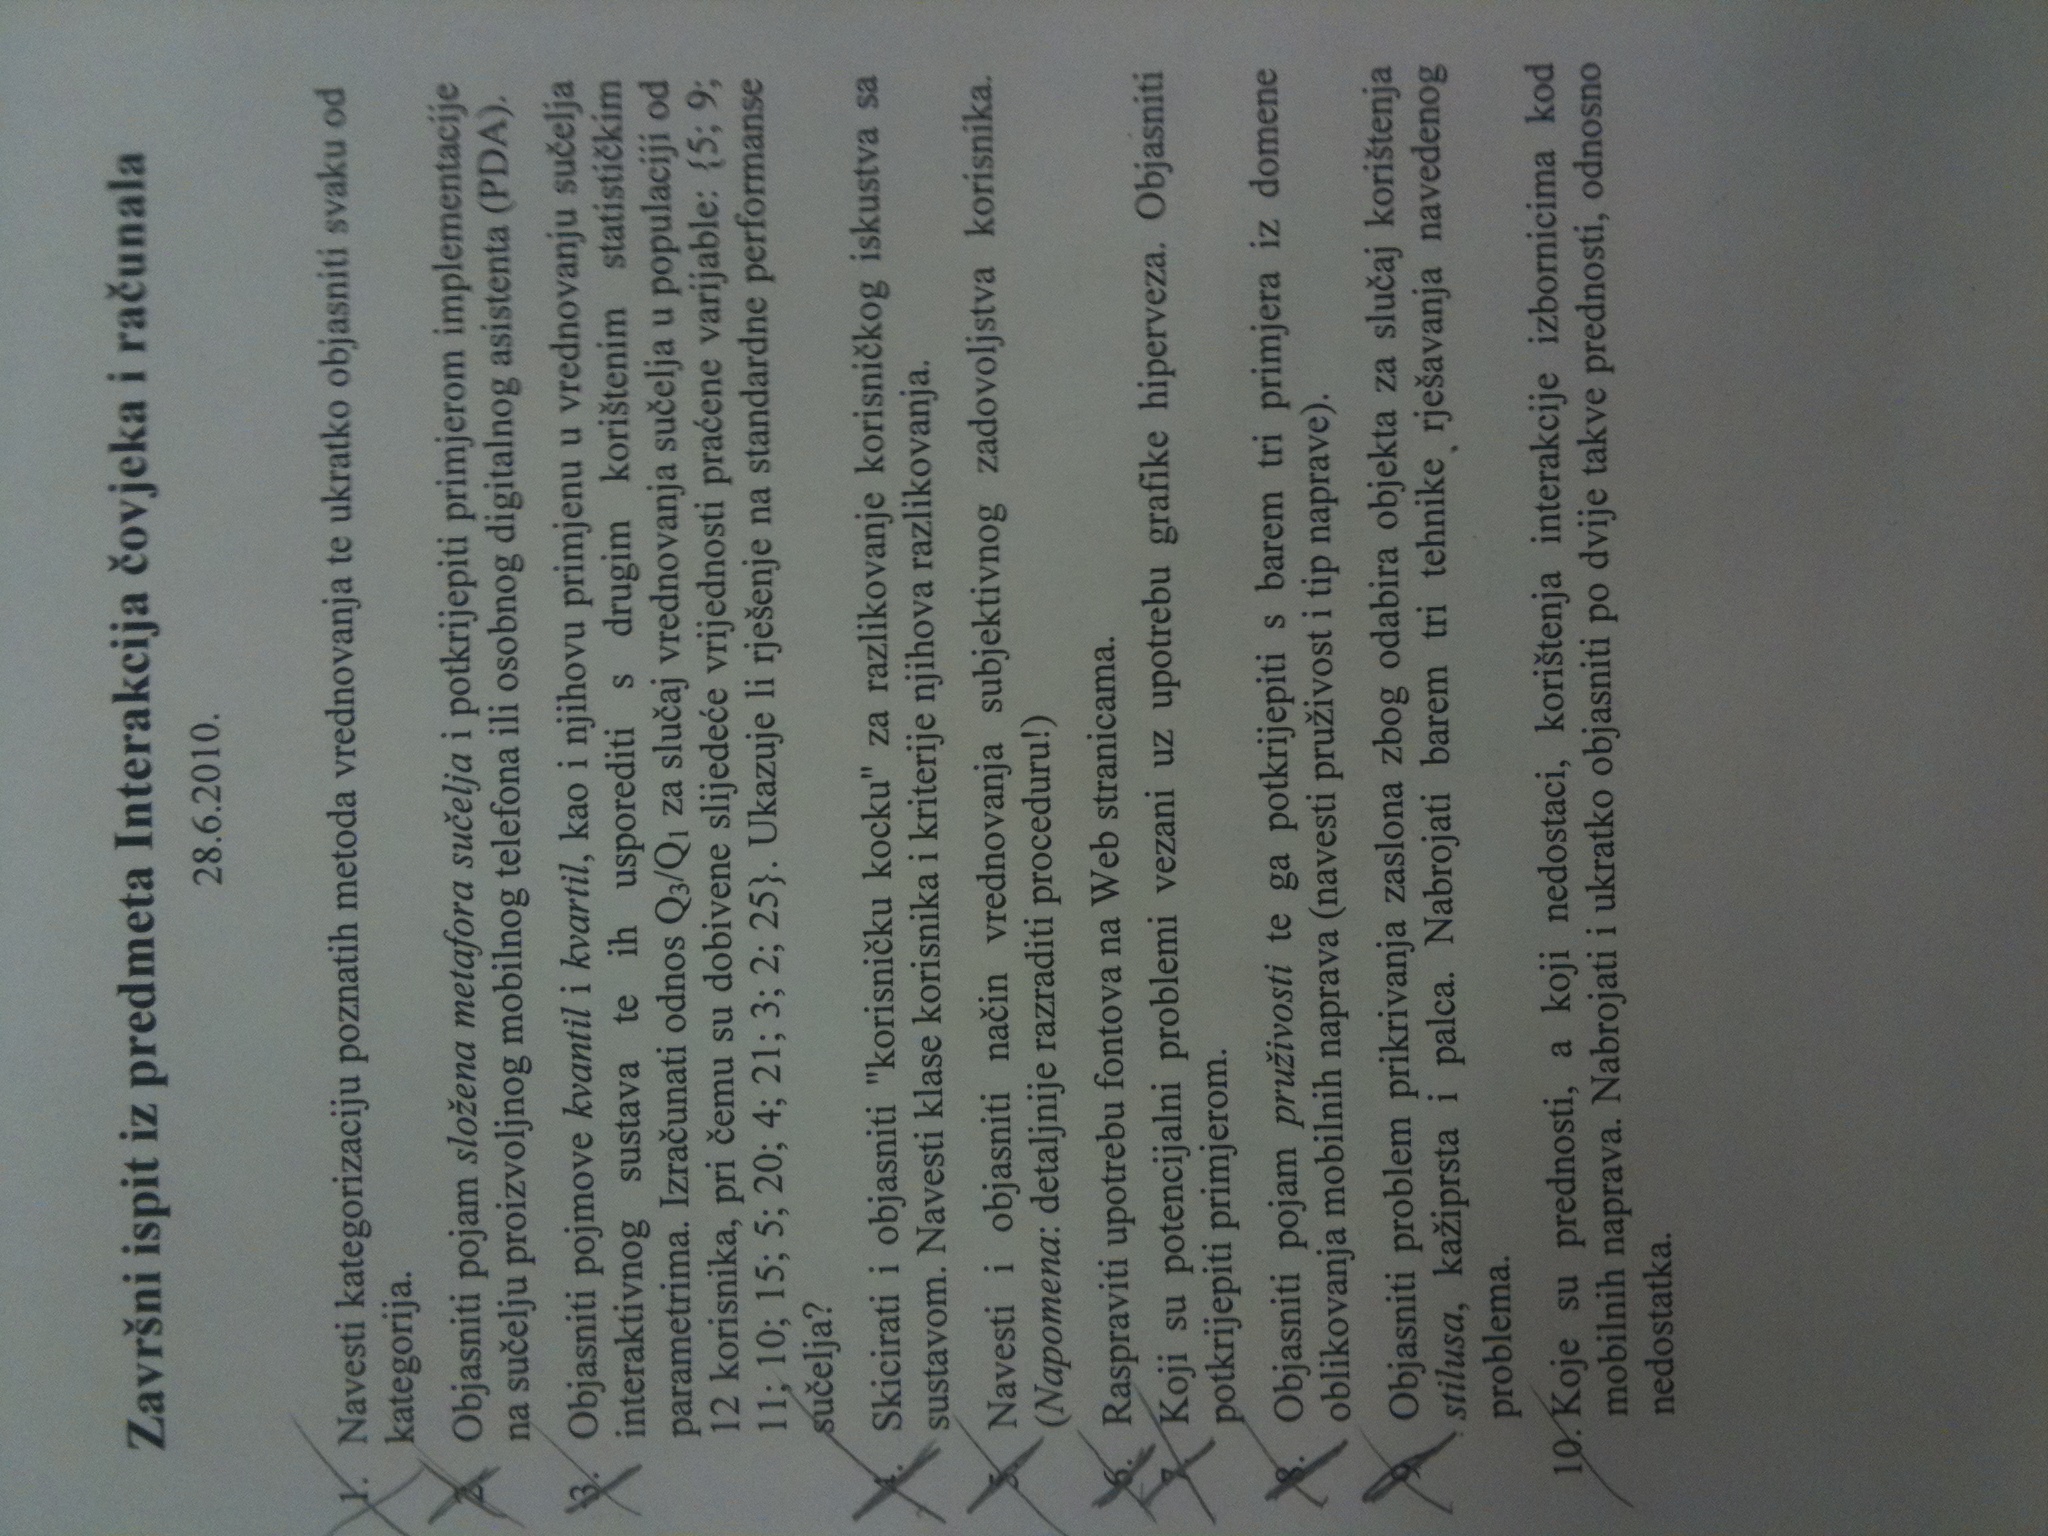 Završni ispit iz predmeta Interakcija čovjeka i računala
28.6.2010.
1. Navesti kategorizaciju poznatih metoda vrednovanja te ukratko objasniti svaku od
kategorija.
2. Objasniti pojam složena metafora sučelja i potkrijepiti primjerom implementacije
na sučelju proizvoljnog mobilnog telefona ili osobnog digitalnog asistenta (PDA).
3. Objasniti pojmove kvantil i kvartil, kao i njihovu primjenu u vrednovanju sučelja
interaktivnog sustava te ih usporediti s drugim korištenim statističkim
parametrima. Izračunati odnos Q3/Q1 za slučaj vrednovanja sučelja u populaciji od
12 korisnika, pri čemu su dobivene slijedeće vrijednosti praćene varijable: {5; 9;
11; 10; 15; 5; 20; 4; 21; 3; 2; 25}. Ukazuje li rješenje na standardne performanse
sučelja?
4. Skicirati i objasniti "korisničku kocku" za razlikovanje korisničkog iskustva sa
sustavom. Navesti klase korisnika i kriterije njihova razlikovanja.
5. Navesti i objasniti način vrednovanja subjektivnog zadovoljstva korisnika.
(Napomena: detaljnije razraditi proceduru!)
6. Raspraviti upotrebu fontova na Web stranicama.
7. Koji su potencijalni problemi vezani uz upotrebu grafike hiperveza. Objasniti
potkrijepiti primjerom.
8. Objasniti pojam pruživosti te ga potkrijepiti s barem tri primjera iz domene
oblikovanja mobilnih naprava (navesti pruživost i tip naprave).
9. Objasniti problem prikrivanja zaslona zbog odabira objekta za slučaj korištenja
stilusa, kažiprsta i palca. Nabrojati barem tri tehnike rješavanja navedenog
problema.
10. Koje su prednosti, a koji nedostaci, korištenja interakcije izbornicima kod
mobilnih naprava. Nabrojati i ukratko objasniti po dvije takve prednosti, odnosno
nedostatka.